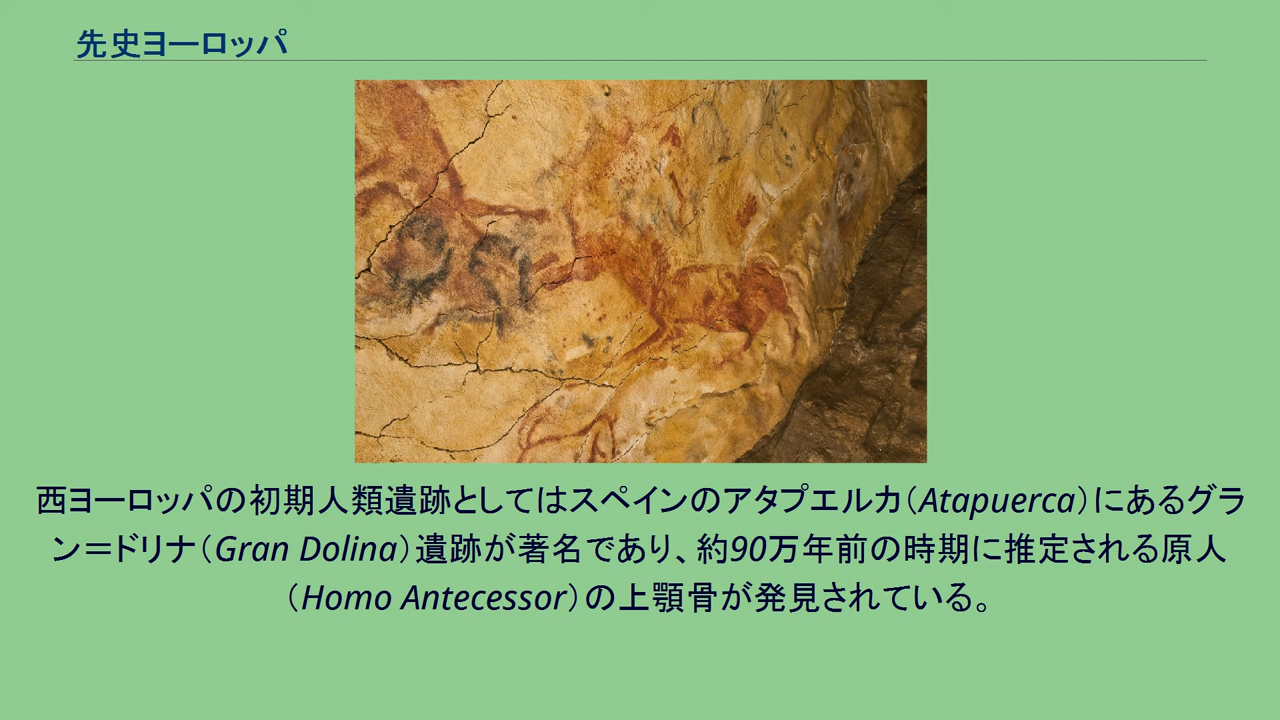 先史ヨーロッパ
西ヨーロッパの初期人類遺跡としてはスペインのアタプエルカ（Atapuerca）にあるグラ
ン＝ドリナ（Gran Dolina）遺跡が著名であり、約90万年前の時期に推定される原人
（Homo Antecessor）の上顎骨が発見されている。